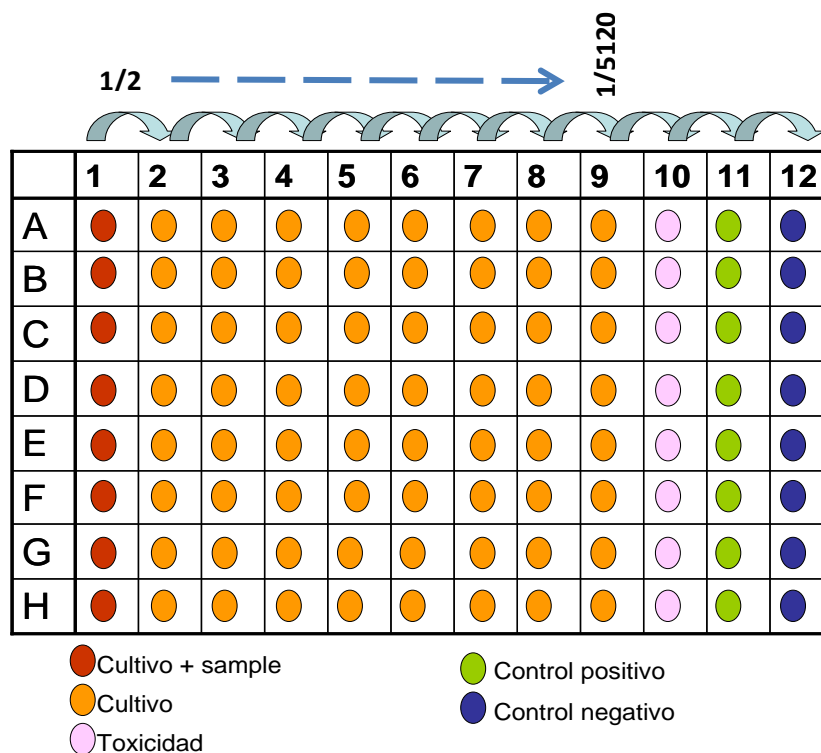 1/2
1/5120
1 2 3 4 5 6 7 8 9 10 11 12
A
B
C
D
E
F
G
H
Cultivo + sample
Cultivo
Toxicidad
Control positivo
Control negativo